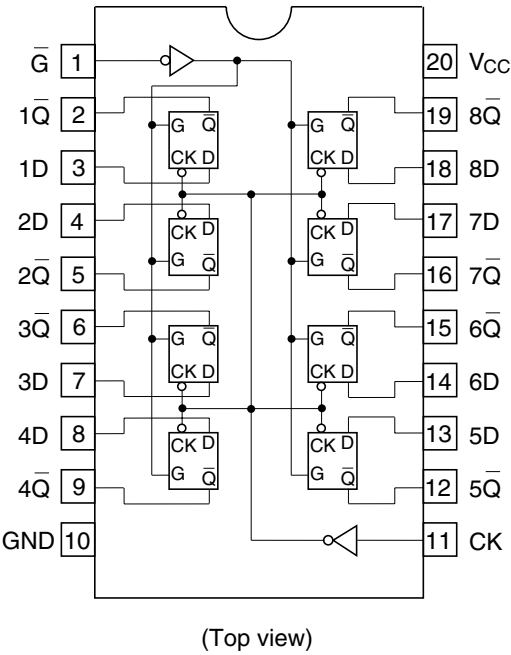 G̅ 1 20 VCC
1Q̅ 2 G Q̅ G Q̅ 19 8Q̅
1D 3 CK D CK D 18 8D
2D 4 CK D CK D 17 7D
2Q̅ 5 G Q̅ G Q̅ 16 7Q̅
3Q̅ 6 G Q̅ G Q̅ 15 6Q̅
3D 7 CK D CK D 14 6D
4D 8 CK D CK D 13 5D
4Q̅ 9 G Q̅ G Q̅ 12 5Q̅
GND 10 11 CK
(Top view)